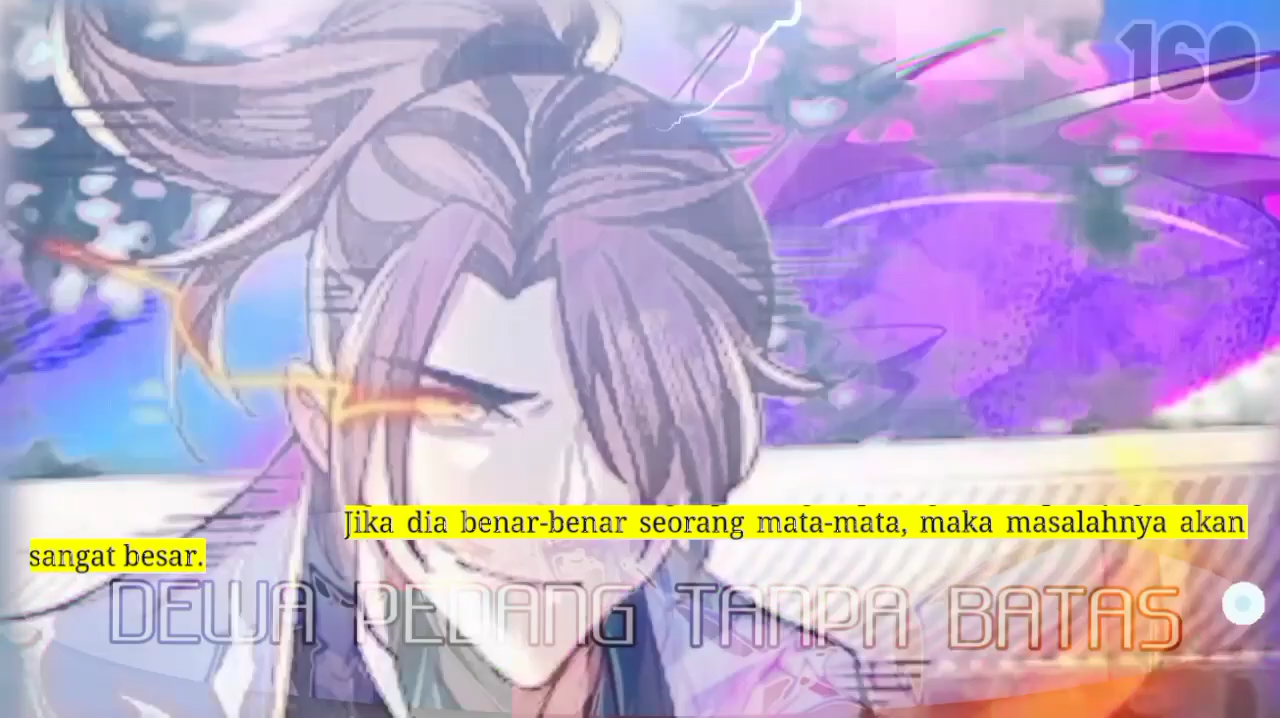 160
Jika dia benar-benar seorang mata-mata, maka masalahnya akan
sangat besar.
DEWA PEDANG TANPA BATAS